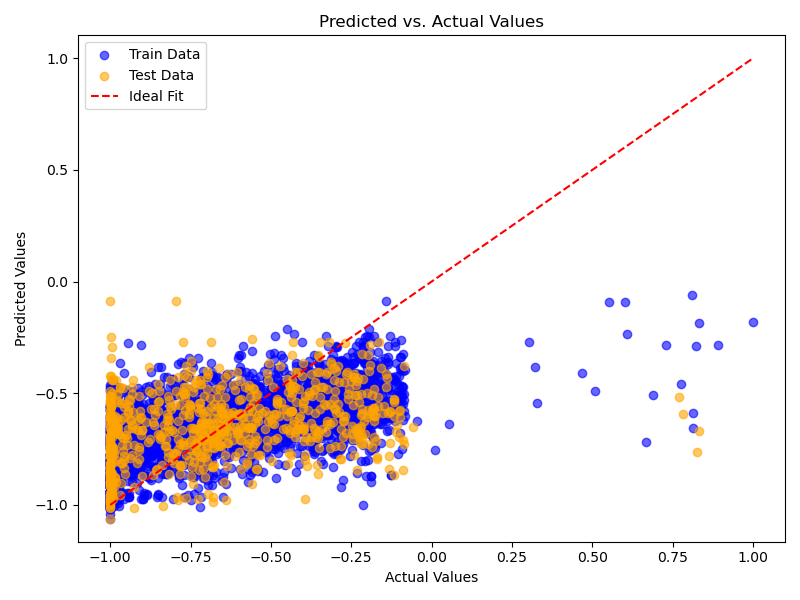 Predicted vs. Actual Values
Train Data
Test Data
Ideal Fit
1.0
0.5
0.0
−0.5
−1.0
Predicted Values
−1.00 −0.75 −0.50 −0.25 0.00 0.25 0.50 0.75 1.00
Actual Values